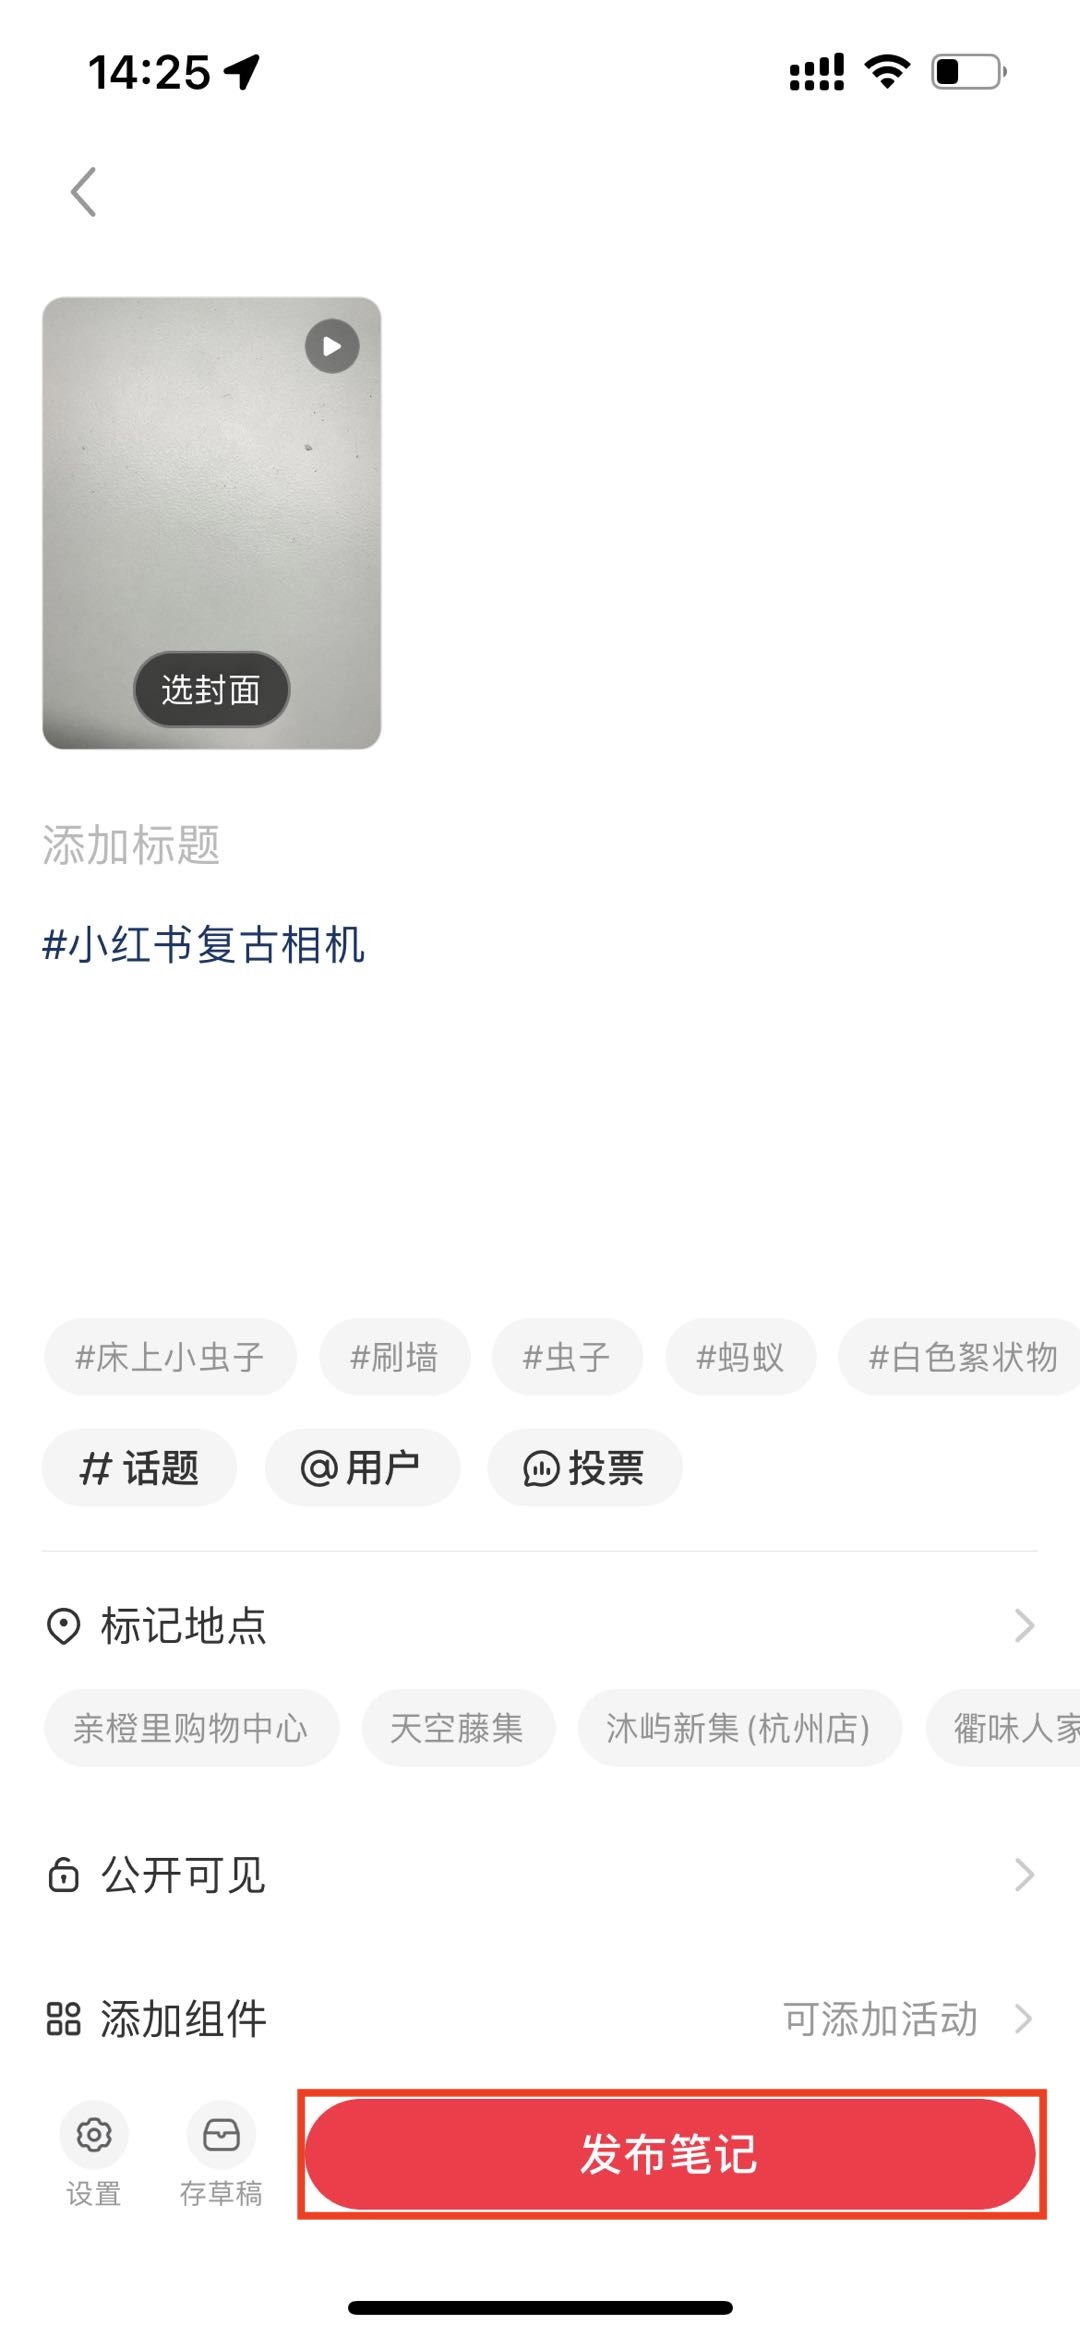 14:25
选封面
添加标题
#小红书复古相机
#床上小虫子 #刷墙 #虫子 #蚂蚁 #白色絮状物
# 话题 @用户 投票
标记地点
亲橙里购物中心 天空藤集 沐屿新集(杭州店) 衢味人家
公开可见
添加组件 可添加活动
设置 存草稿 发布笔记